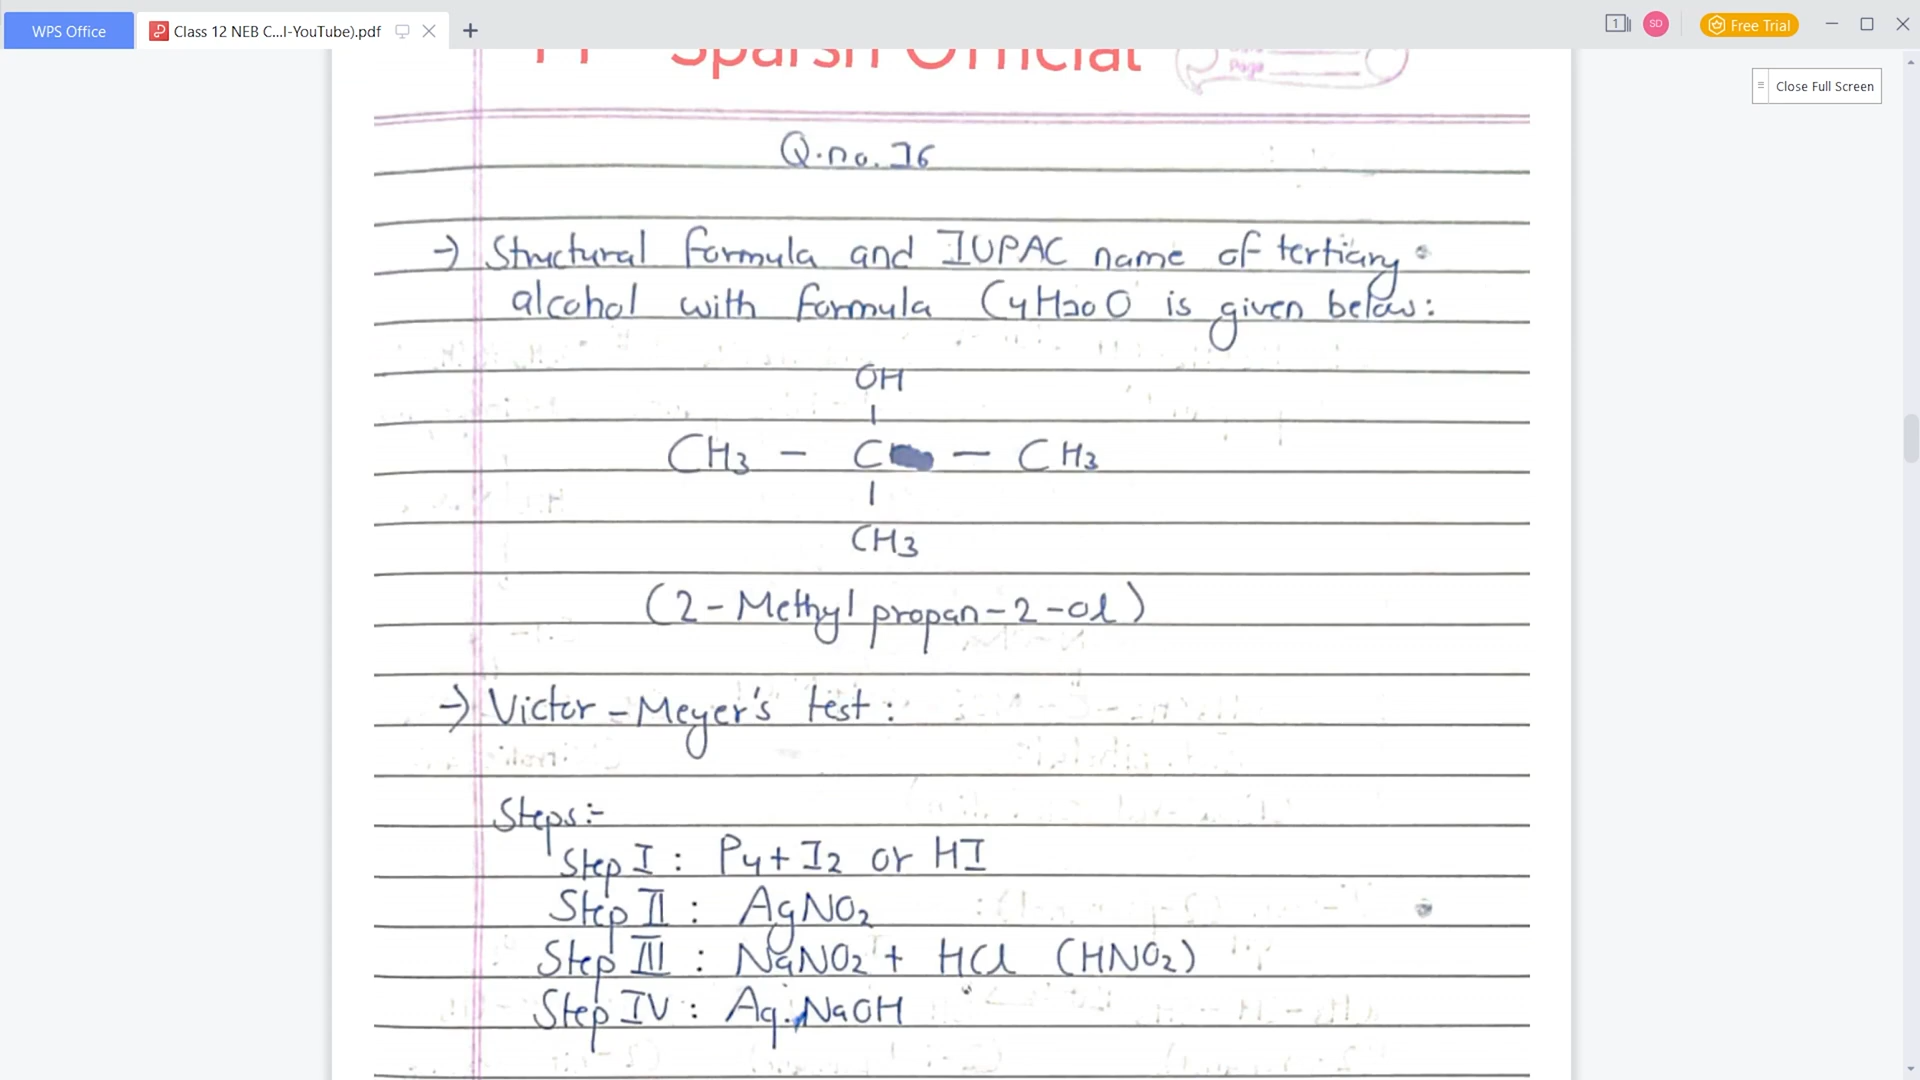 WPS Office
Class 12 NEB C...I-YouTube).pdf
1
SD
Free Trial
Close Full Screen
Sparsh Official
Page
Q.no. 16
→ Structural formula and IUPAC name of tertiary
alcohol with formula C4H10O is given below:
OH
|
CH3 — C — CH3
|
CH3
(2-Methyl propan-2-ol)
→ Victor-Meyer's test:
Steps:-
Step I : P4 + I2 or HI
Step II : AgNO2
Step III : NaNO2 + HCl (HNO2)
Step IV : Aq. NaOH